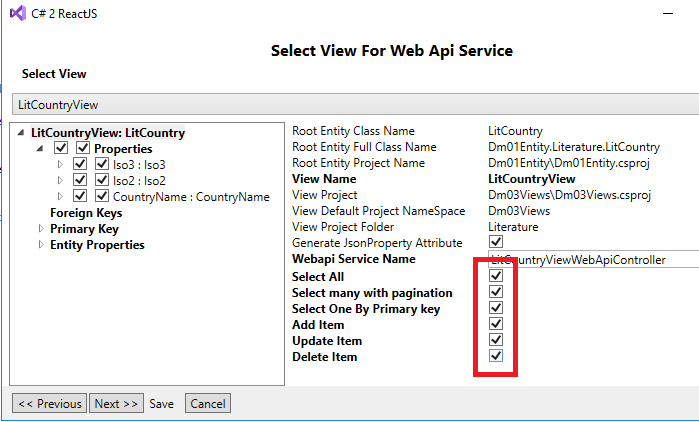 C# 2 ReactJS
Select View For Web Api Service
Select View
LitCountryView
LitCountryView: LitCountry
Properties
Iso3 : Iso3
Iso2 : Iso2
CountryName : CountryName
Foreign Keys
Primary Key
Entity Properties
Root Entity Class Name LitCountry
Root Entity Full Class Name Dm01Entity.Literature.LitCountry
Root Entity Project Name Dm01Entity\Dm01Entity.csproj
View Name LitCountryView
View Project Dm03Views\Dm03Views.csproj
View Default Project NameSpace Dm03Views
View Project Folder Literature
Generate JsonProperty Attribute
Webapi Service Name LitCountryViewWebApiController
Select All
Select many with pagination
Select One By Primary key
Add Item
Update Item
Delete Item
<< Previous Next >> Save Cancel